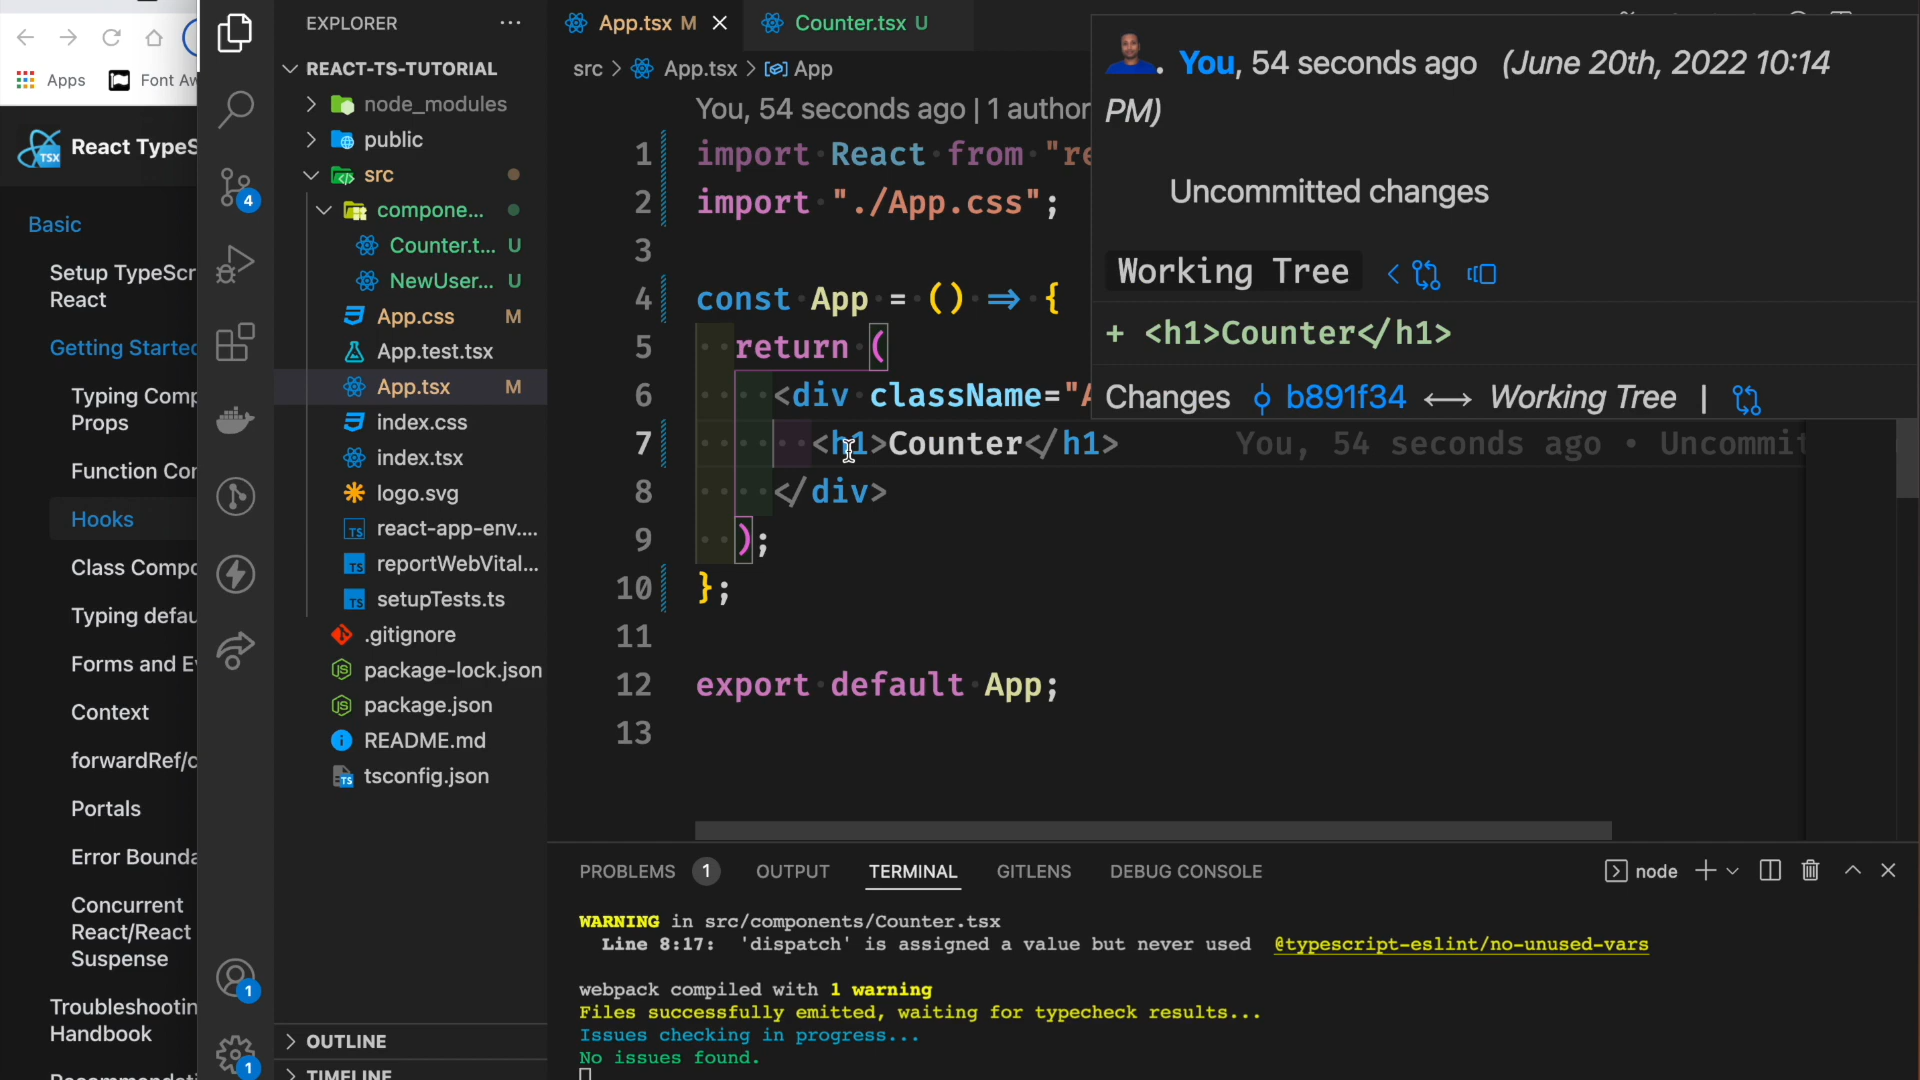 Apps
Font Aw
React TypeS
Basic
Setup TypeScr
React
Getting Started
Typing Comp
Props
Function Con
Hooks
Class Compo
Typing defau
Forms and Ev
Context
forwardRef/c
Portals
Error Bounda
Concurrent
React/React
Suspense
Troubleshootin
Handbook
4
1
1
EXPLORER
REACT-TS-TUTORIAL
node_modules
public
src
compone...
Counter.t... U
NewUser... U
App.css M
App.test.tsx
App.tsx M
index.css
index.tsx
logo.svg
react-app-env....
reportWebVital...
setupTests.ts
.gitignore
package-lock.json
package.json
README.md
tsconfig.json
OUTLINE
TIMELINE
App.tsx M
Counter.tsx U
src > App.tsx > App
You, 54 seconds ago | 1 author
1 import React from "re
2 import "./App.css";
3
4 const App = () => {
5 return (
6 <div className="A
7 <h1>Counter</h1> You, 54 seconds ago • Uncommit
8 </div>
9 );
10 };
11
12 export default App;
13
You, 54 seconds ago (June 20th, 2022 10:14
PM)
Uncommitted changes
Working Tree
+ <h1>Counter</h1>
Changes b891f34 ⟷ Working Tree |
PROBLEMS 1 OUTPUT TERMINAL GITLENS DEBUG CONSOLE
node
WARNING in src/components/Counter.tsx
Line 8:17: 'dispatch' is assigned a value but never used @typescript-eslint/no-unused-vars
webpack compiled with 1 warning
Files successfully emitted, waiting for typecheck results...
Issues checking in progress...
No issues found.